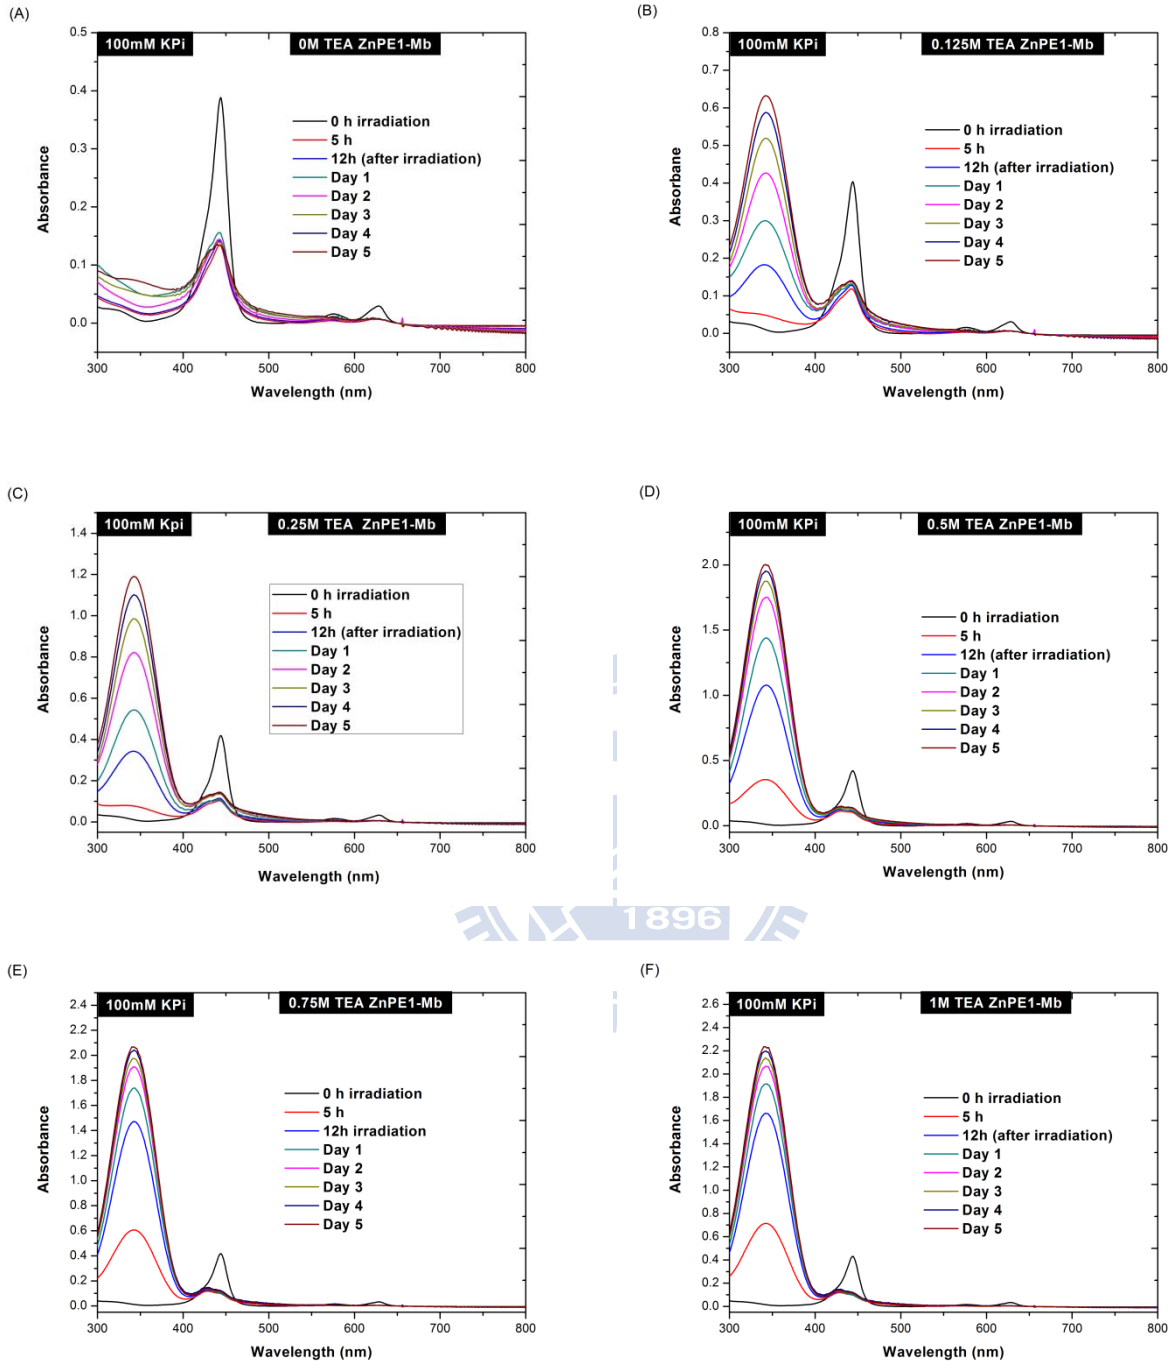 (A)
100mM KPi
0M TEA ZnPE1-Mb
0.5
0.4
0.3
0.2
0.1
0.0
Absorbance
0 h irradiation
5 h
12h (after irradiation)
Day 1
Day 2
Day 3
Day 4
Day 5
300 400 500 600 700 800
Wavelength (nm)
(B)
100mM KPi
0.125M TEA ZnPE1-Mb
0.8
0.7
0.6
0.5
0.4
0.3
0.2
0.1
0.0
Absorbane
0 h irradiation
5 h
12h (after irradiation)
Day 1
Day 2
Day 3
Day 4
Day 5
300 400 500 600 700 800
Wavelength (nm)
(C)
100mM Kpi
0.25M TEA ZnPE1-Mb
1.4
1.2
1.0
0.8
0.6
0.4
0.2
0.0
Absorbance
0 h irradiation
5 h
12h (after irradiation)
Day 1
Day 2
Day 3
Day 4
Day 5
300 400 500 600 700 800
Wavelength (nm)
(D)
100mM KPi
0.5M TEA ZnPE1-Mb
2.0
1.5
1.0
0.5
0.0
Absorbance
0 h irradiation
5 h
12h (after irradiation)
Day 1
Day 2
Day 3
Day 4
Day 5
300 400 500 600 700 800
Wavelength (nm)
1896
(E)
100mM KPi
0.75M TEA ZnPE1-Mb
2.4
2.2
2.0
1.8
1.6
1.4
1.2
1.0
0.8
0.6
0.4
0.2
0.0
Absorbance
0 h irradiation
5 h
12h irradiation
Day 1
Day 2
Day 3
Day 4
Day 5
300 400 500 600 700 800
Wavelength (nm)
(F)
100mM KPi
1M TEA ZnPE1-Mb
2.6
2.4
2.2
2.0
1.8
1.6
1.4
1.2
1.0
0.8
0.6
0.4
0.2
0.0
Absorbance
0 h irradiation
5 h
12h (after irradiation)
Day 1
Day 2
Day 3
Day 4
Day 5
300 400 500 600 700 800
Wavelength (nm)